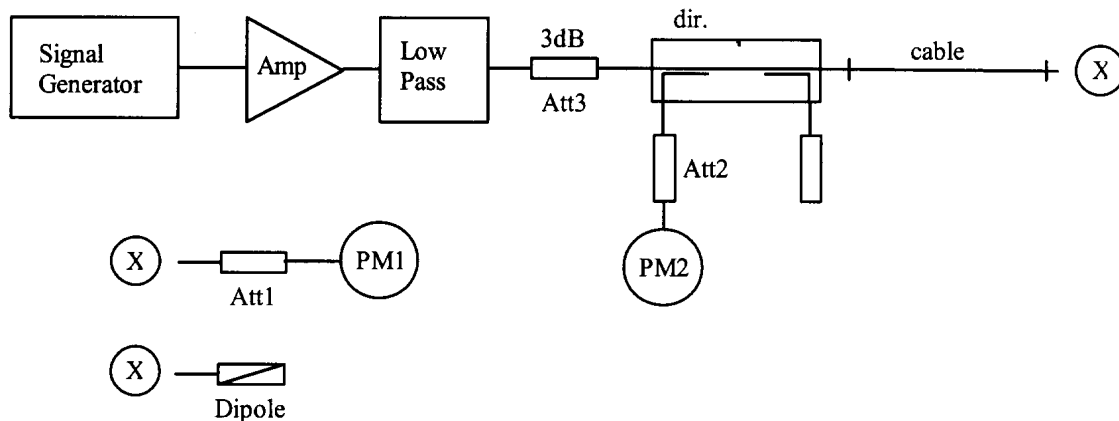 Signal
Generator
Amp
Low
Pass
3dB
Att3
dir.
cable
X
Att2
PM2
X
Att1
PM1
X
Dipole